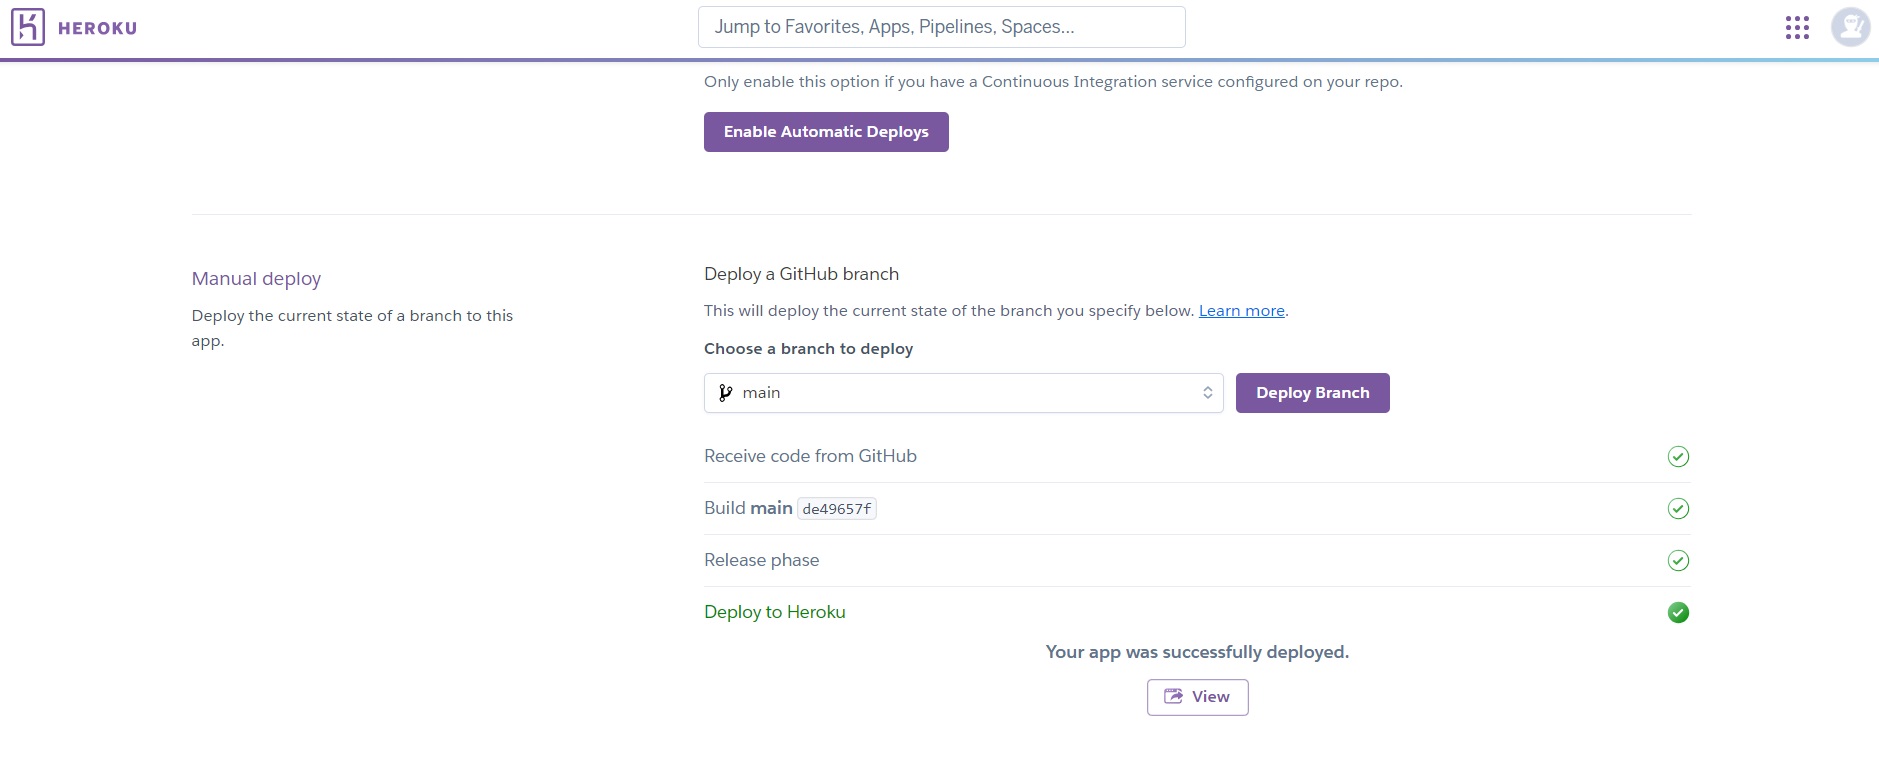 HEROKU
Jump to Favorites, Apps, Pipelines, Spaces...
Only enable this option if you have a Continuous Integration service configured on your repo.
Enable Automatic Deploys
Manual deploy
Deploy the current state of a branch to this
app.
Deploy a GitHub branch
This will deploy the current state of the branch you specify below. Learn more.
Choose a branch to deploy
main
Deploy Branch
Receive code from GitHub
Build main de49657f
Release phase
Deploy to Heroku
Your app was successfully deployed.
View